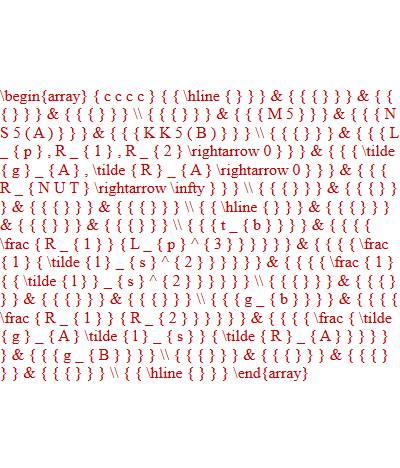 \begin{array} { c c c c } { { \hline { } } } & { { { } } } & { {
{ } } } & { { { } } } \\ { { { } } } & { { { M 5 } } } & { { { N
S 5 ( A ) } } } & { { { K K 5 ( B ) } } } \\ { { { } } } & { { { L
_ { p } , R _ { 1 } , R _ { 2 } \rightarrow 0 } } } & { { { \tilde
{ g } _ { A } , \tilde { R } _ { A } \rightarrow 0 } } } & { { {
R _ { N U T } \rightarrow \infty } } } \\ { { { } } } & { { { } }
} & { { { } } } & { { { } } } \\ { { \hline { } } } & { { { } } }
& { { { } } } & { { { } } } \\ { { { t _ { b } } } } & { { { {
\frac { R _ { 1 } } { L _ { p } ^ { 3 } } } } } } & { { { { \frac
{ 1 } { \tilde { 1 } _ { s } ^ { 2 } } } } } } & { { { { \frac { 1 }
{ { \tilde { 1 } } _ { s } ^ { 2 } } } } } } \\ { { { } } } & { { { }
} } & { { { } } } & { { { } } } \\ { { { g _ { b } } } } & { { { {
\frac { R _ { 1 } } { R _ { 2 } } } } } } & { { { { \frac { \tilde
{ g } _ { A } \tilde { 1 } _ { s } } { \tilde { R } _ { A } } } } }
} & { { { g _ { B } } } } \\ { { { } } } & { { { } } } & { { { }
} } & { { { } } } \\ { { \hline { } } } } \end{array}